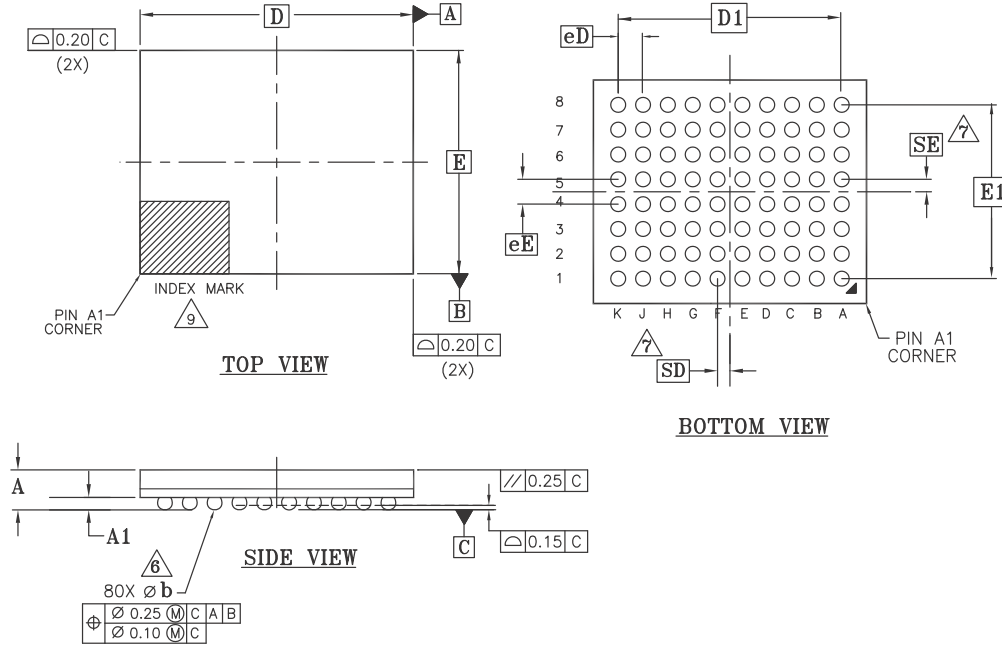 D
A
⌓ 0.20 C
(2X)
E
INDEX MARK
9
PIN A1
CORNER
B
⌓ 0.20 C
(2X)
TOP VIEW
D1
eD
8
7
6
5
4
3
2
1
7
SE
E1
eE
K J H G F E D C B A
7
SD
PIN A1
CORNER
BOTTOM VIEW
A
A1
// 0.25 C
C
⌓ 0.15 C
SIDE VIEW
6
80X Ø b
⌖ Ø 0.25 Ⓜ C A B
Ø 0.10 Ⓜ C